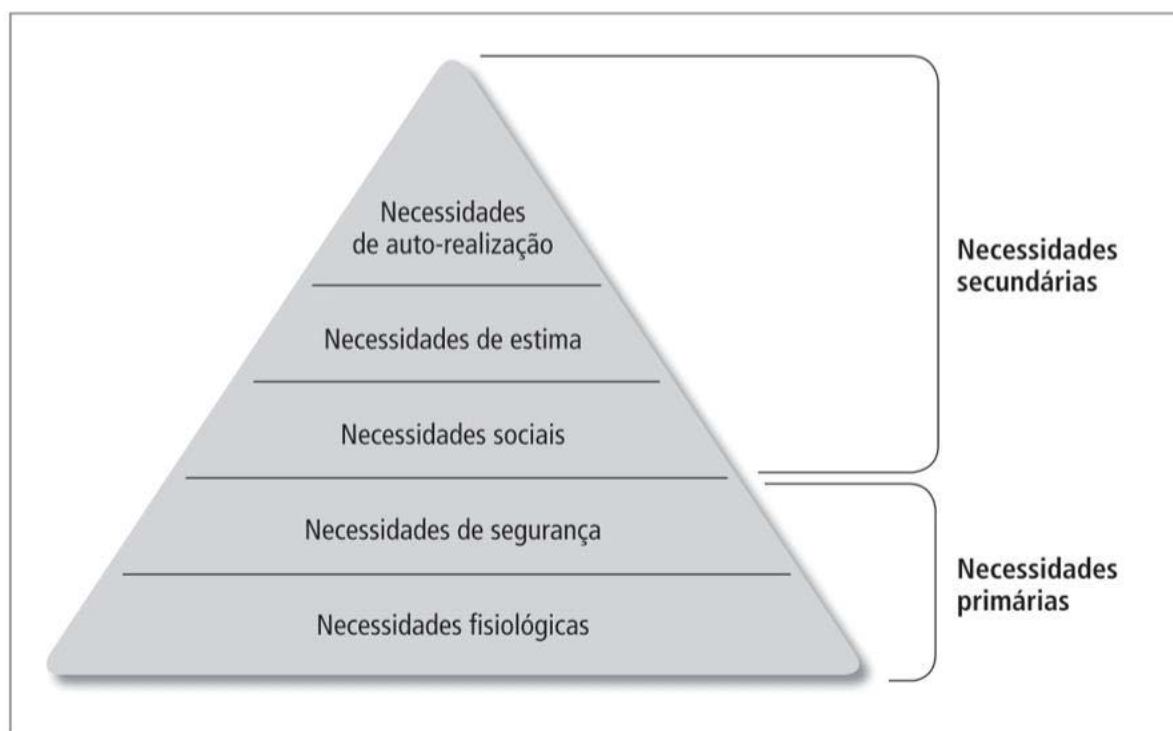 Necessidades
de auto-realização
Necessidades de estima
Necessidades sociais
Necessidades de segurança
Necessidades fisiológicas
Necessidades
secundárias
Necessidades
primárias